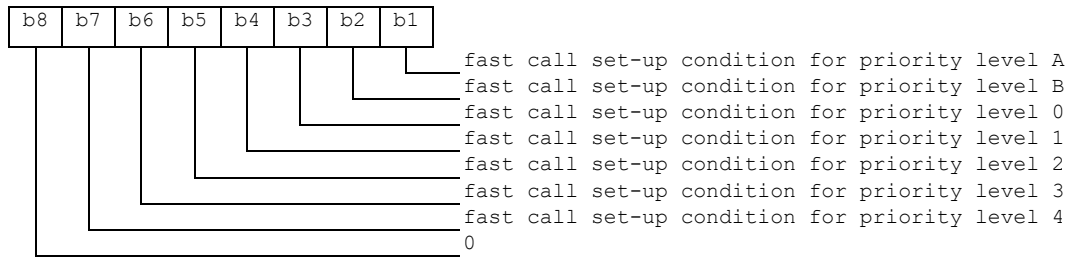 b8 b7 b6 b5 b4 b3 b2 b1
fast call set-up condition for priority level A
fast call set-up condition for priority level B
fast call set-up condition for priority level 0
fast call set-up condition for priority level 1
fast call set-up condition for priority level 2
fast call set-up condition for priority level 3
fast call set-up condition for priority level 4
0